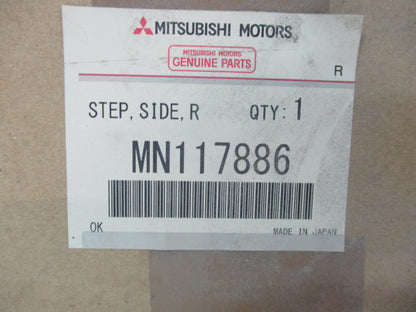 MITSUBISHI MOTORS
MITSUBISHI MOTORS
GENUINE PARTS
R
STEP, SIDE, R QTY: 1
MN117886
OK MADE IN JAPAN